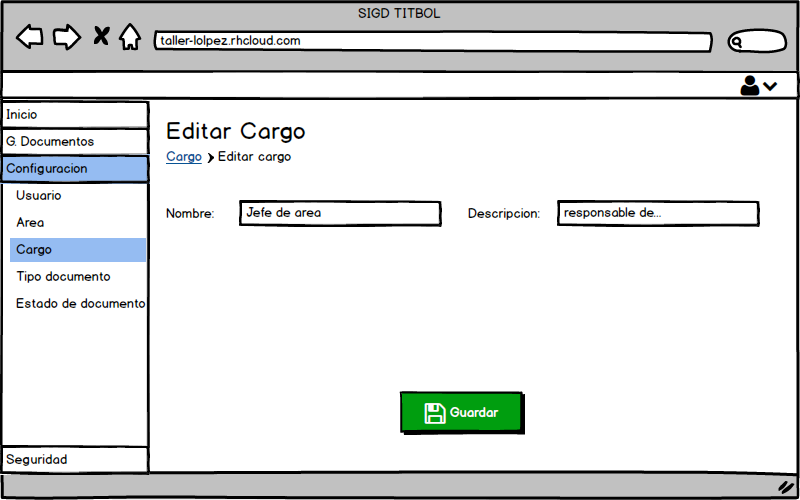 SIGD TITBOL
taller-lolpez.rhcloud.com
Inicio
G. Documentos
Configuracion
Usuario
Area
Cargo
Tipo documento
Estado de documento
Seguridad
Editar Cargo
Cargo Editar cargo
Nombre: Jefe de area Descripcion: responsable de...
Guardar